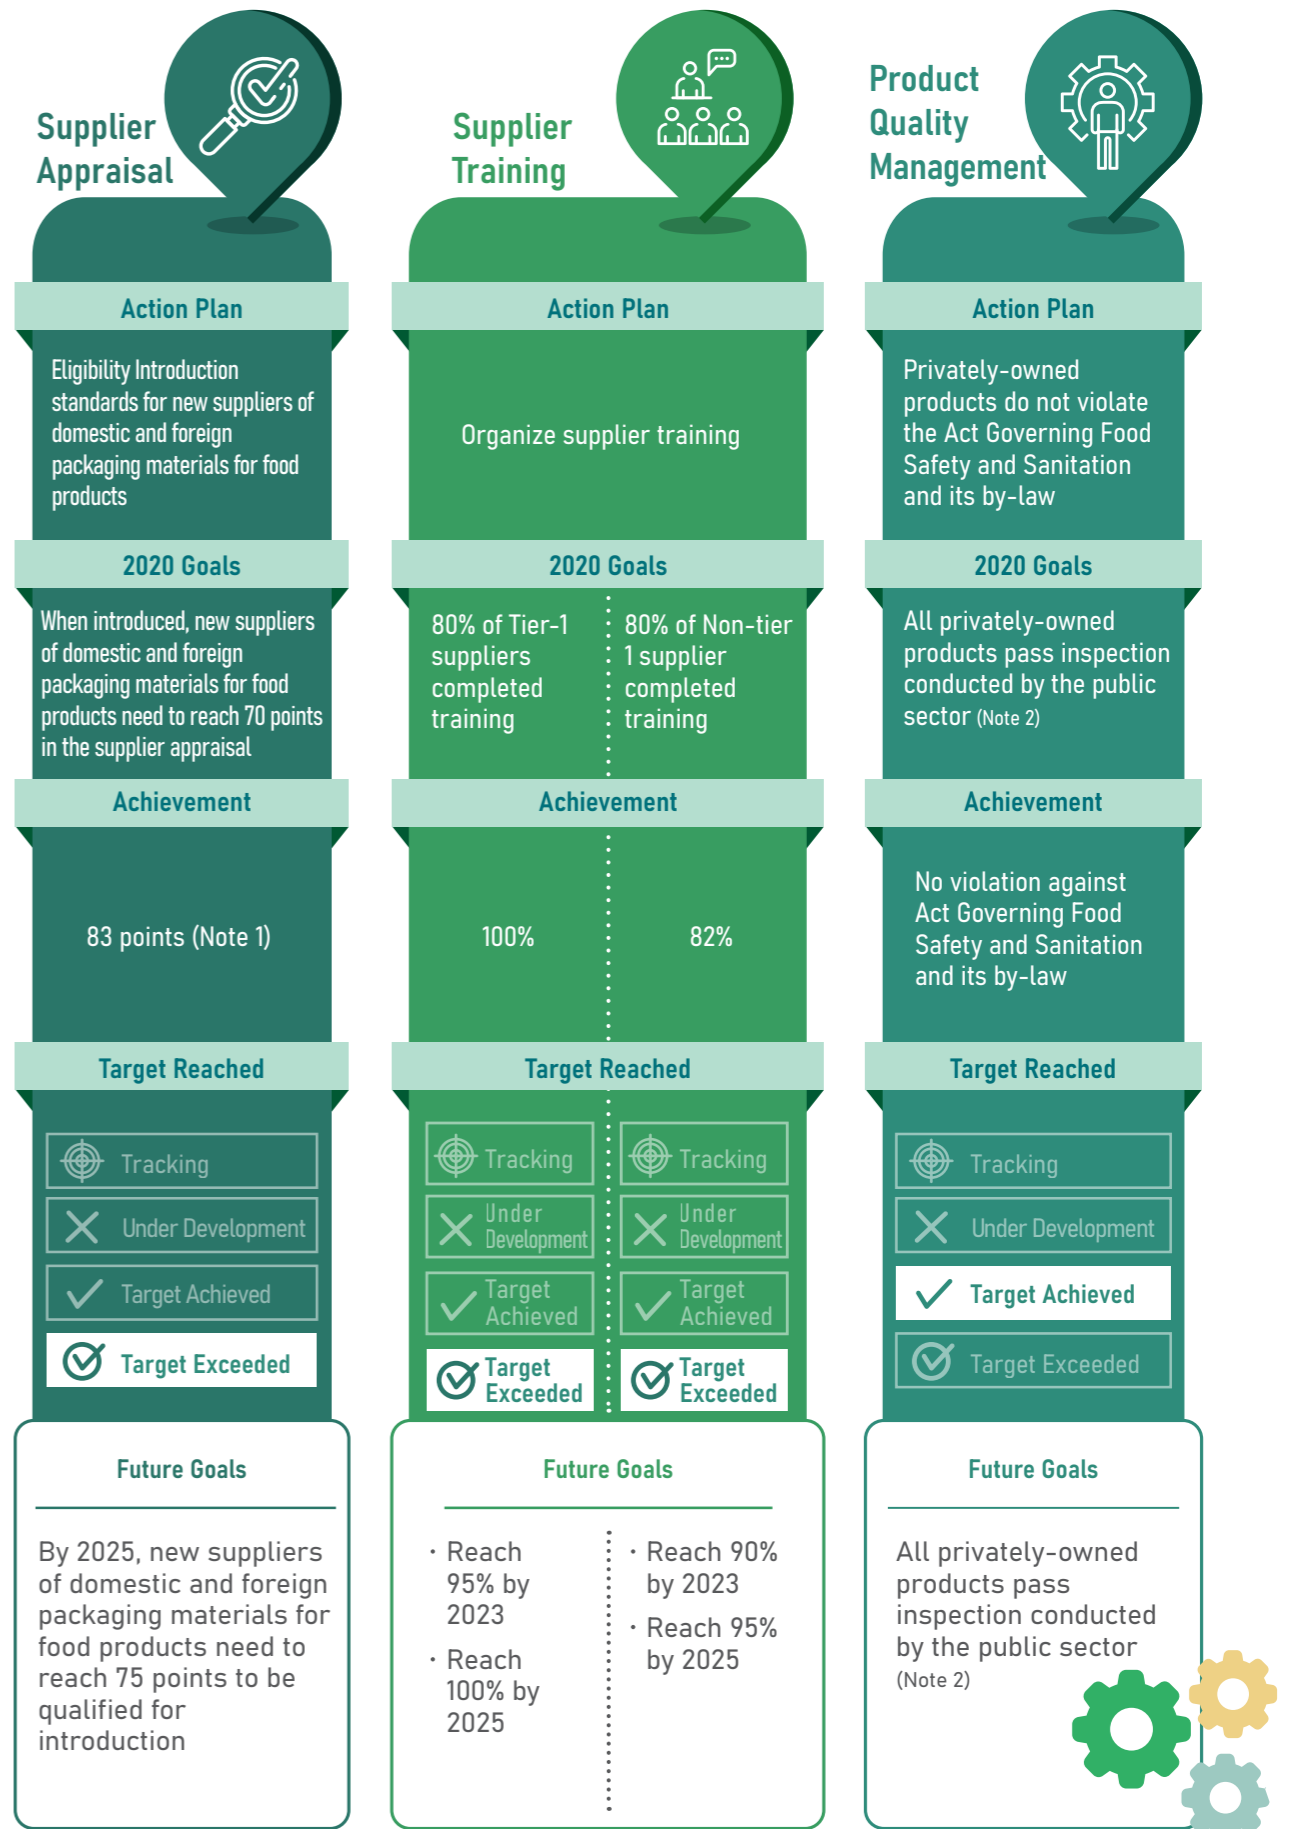 Supplier
Appraisal
Action Plan
Eligibility Introduction
standards for new suppliers of
domestic and foreign
packaging materials for food
products
2020 Goals
When introduced, new suppliers
of domestic and foreign
packaging materials for food
products need to reach 70 points
in the supplier appraisal
Achievement
83 points (Note 1)
Target Reached
Tracking
Under Development
Target Achieved
Target Exceeded
Future Goals
By 2025, new suppliers
of domestic and foreign
packaging materials for
food products need to
reach 75 points to be
qualified for
introduction
Supplier
Training
Action Plan
Organize supplier training
2020 Goals
80% of Tier-1
suppliers
completed
training
80% of Non-tier
1 supplier
completed
training
Achievement
100%
82%
Target Reached
Tracking
Under
Development
Target
Achieved
Target
Exceeded
Tracking
Under
Development
Target
Achieved
Target
Exceeded
Future Goals
· Reach
95% by
2023
· Reach
100% by
2025
· Reach 90%
by 2023
· Reach 95%
by 2025
Product
Quality
Management
Action Plan
Privately-owned
products do not violate
the Act Governing Food
Safety and Sanitation
and its by-law
2020 Goals
All privately-owned
products pass inspection
conducted by the public
sector (Note 2)
Achievement
No violation against
Act Governing Food
Safety and Sanitation
and its by-law
Target Reached
Tracking
Under Development
Target Achieved
Target Exceeded
Future Goals
All privately-owned
products pass
inspection conducted
by the public sector
(Note 2)